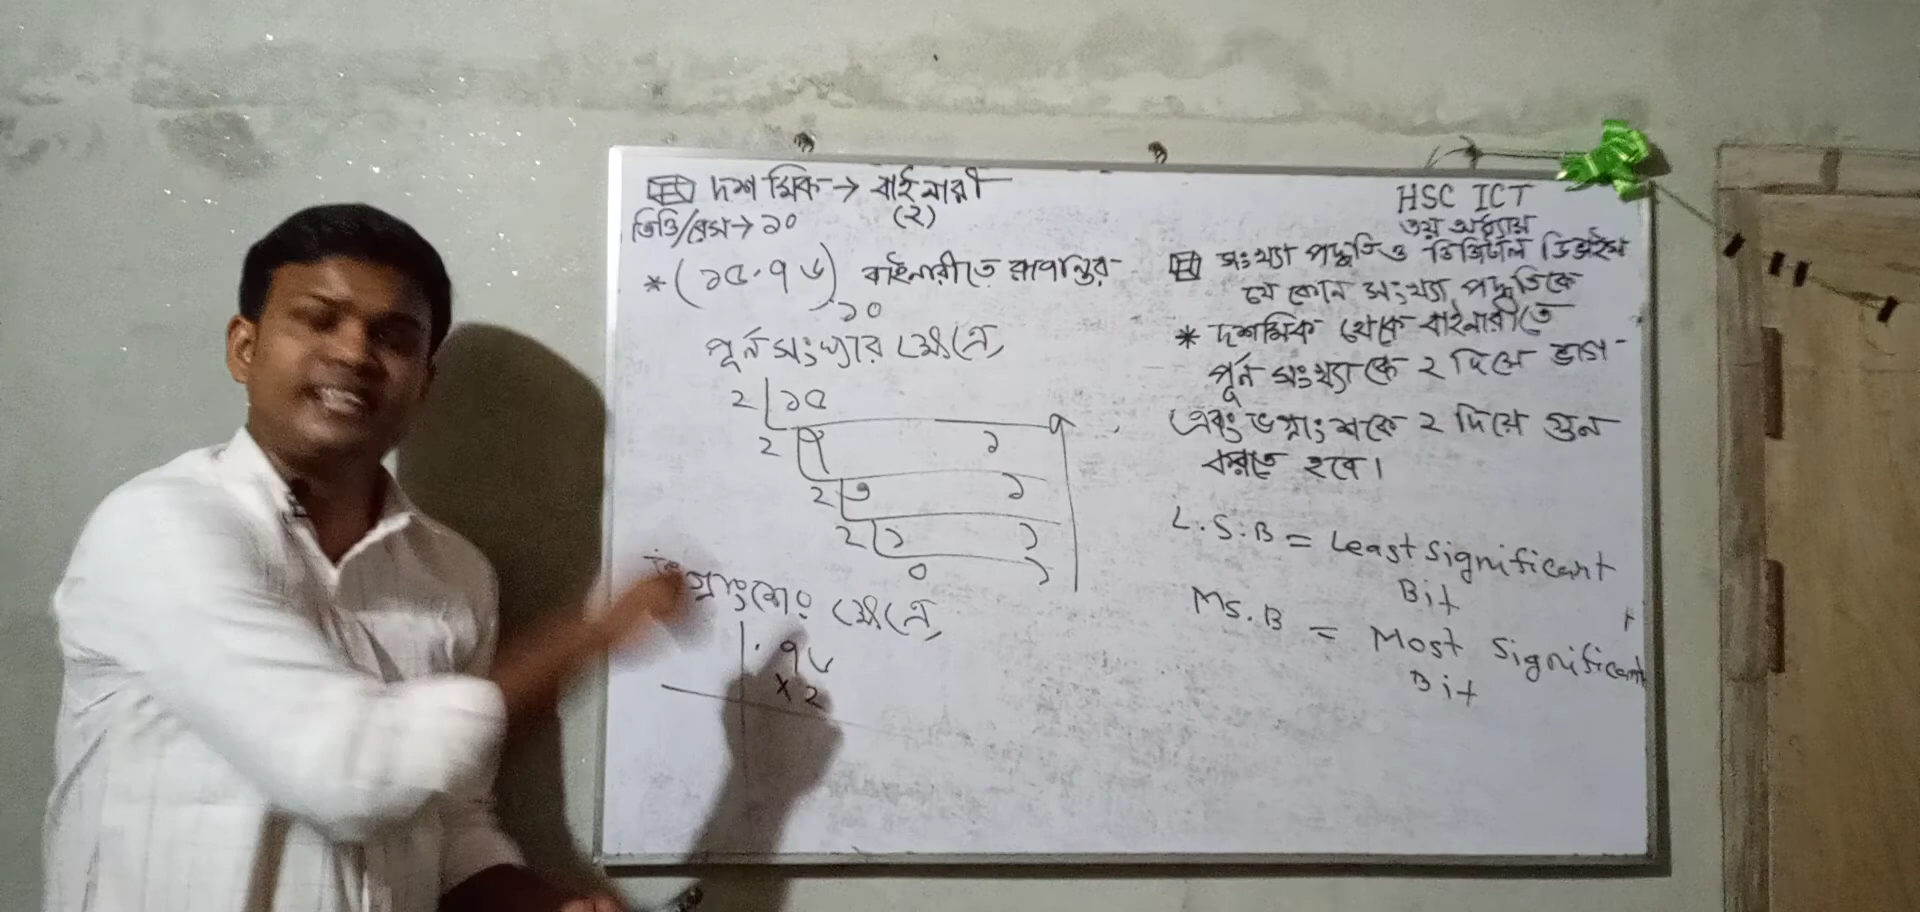 দশমিক → বাইনারী
ভিত্তি/বেস → ১০ (২)
* (১৫.৭৬)১০ বাইনারীতে রূপান্তর
পূর্ন সংখ্যার ক্ষেত্রে,
2 ১৫
2 ৭ ১
2 ৩ ১
2 ১ ১
০ ১
ভগ্নাংশের ক্ষেত্রে,
.৭৬
× 2
HSC ICT
৩য় অধ্যায়
সংখ্যা পদ্ধতি ও ডিজিটাল ডিভাইস
যে কোন সংখ্যা পদ্ধতিকে
* দশমিক থেকে বাইনারীতে
পূর্ন সংখ্যাকে ২ দিয়ে ভাগ
এবং ভগ্নাংশকে ২ দিয়ে গুন
করতে হবে।
L.S.B = Least Significant
Bit
MS.B = Most Significant
Bit